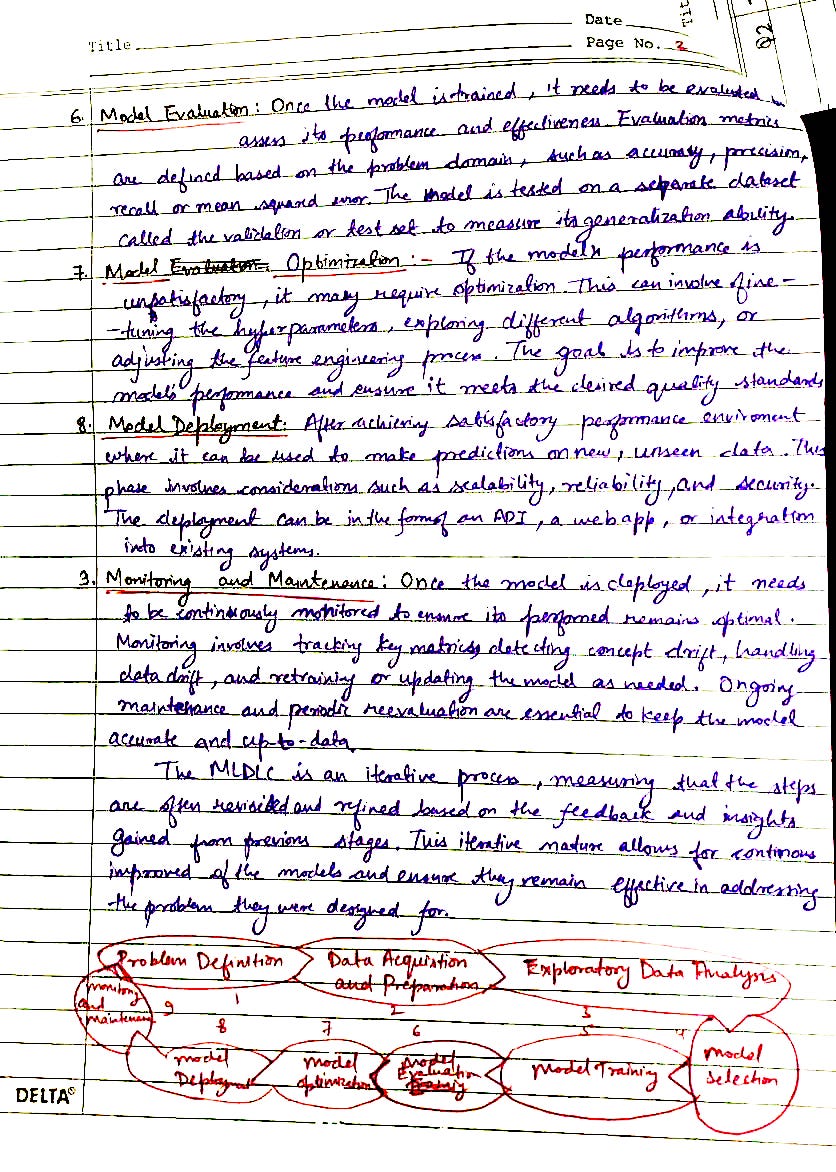 Title
Date
Page No. 2
Q2
6. Model Evaluation: Once the model is trained, it needs to be evaluated
assess its performance and effectiveness. Evaluation metrics
are defined based on the problem domain, such as accuracy, precision,
recall or mean squared error. The Model is tested on a separate dataset
called the validation or test set to measure its generalization ability.
7. Model Evaluation. Optimization :- If the model's performance is
unsatisfactory, it many require optimization. This can involve fine-
-tuning the hyperparameters, exploring different algorithms, or
adjusting the feature engineering process. The goal is to improve the
model's performance and ensure it meets the desired quality standards
8. Model Deployment: After achieving satisfactory performance enviroment
where it can be used to make predictions on new, unseen data. This
phase involves considerations such as scalability, reliability, and security.
The deployment can be in the form of an ADI, a web app, or integration
into existing systems.
3. Monitoring and Maintenance: Once the model is deployed, it needs
to be continuously monitored to ensure its perfomed remains optimal.
Monitoring involves tracking key matrics, detecting concept drift, handling
data drift, and retraining or updating the model as needed. Ongoing
maintenance and periodic reevaluation are essential to keep the model
accurate and up-to-data.
The MLDLC is an iterative process, measuring that the steps
are often revisited and refined based on the feedback and insights
gained from previous stages. This iterative nature allows for continous
improved of the models and ensure they remain effective in addressing
the problem they were designed for.
Problem Definition
Data Acquistion
and Preparation
Exploratory Data Analysis
monitory
and
maintenance
9
1
2
3
8
7
6
5
4
model
Deployment
model
optimization
Model
Evaluation
Model Training
Model
selection
DELTA®